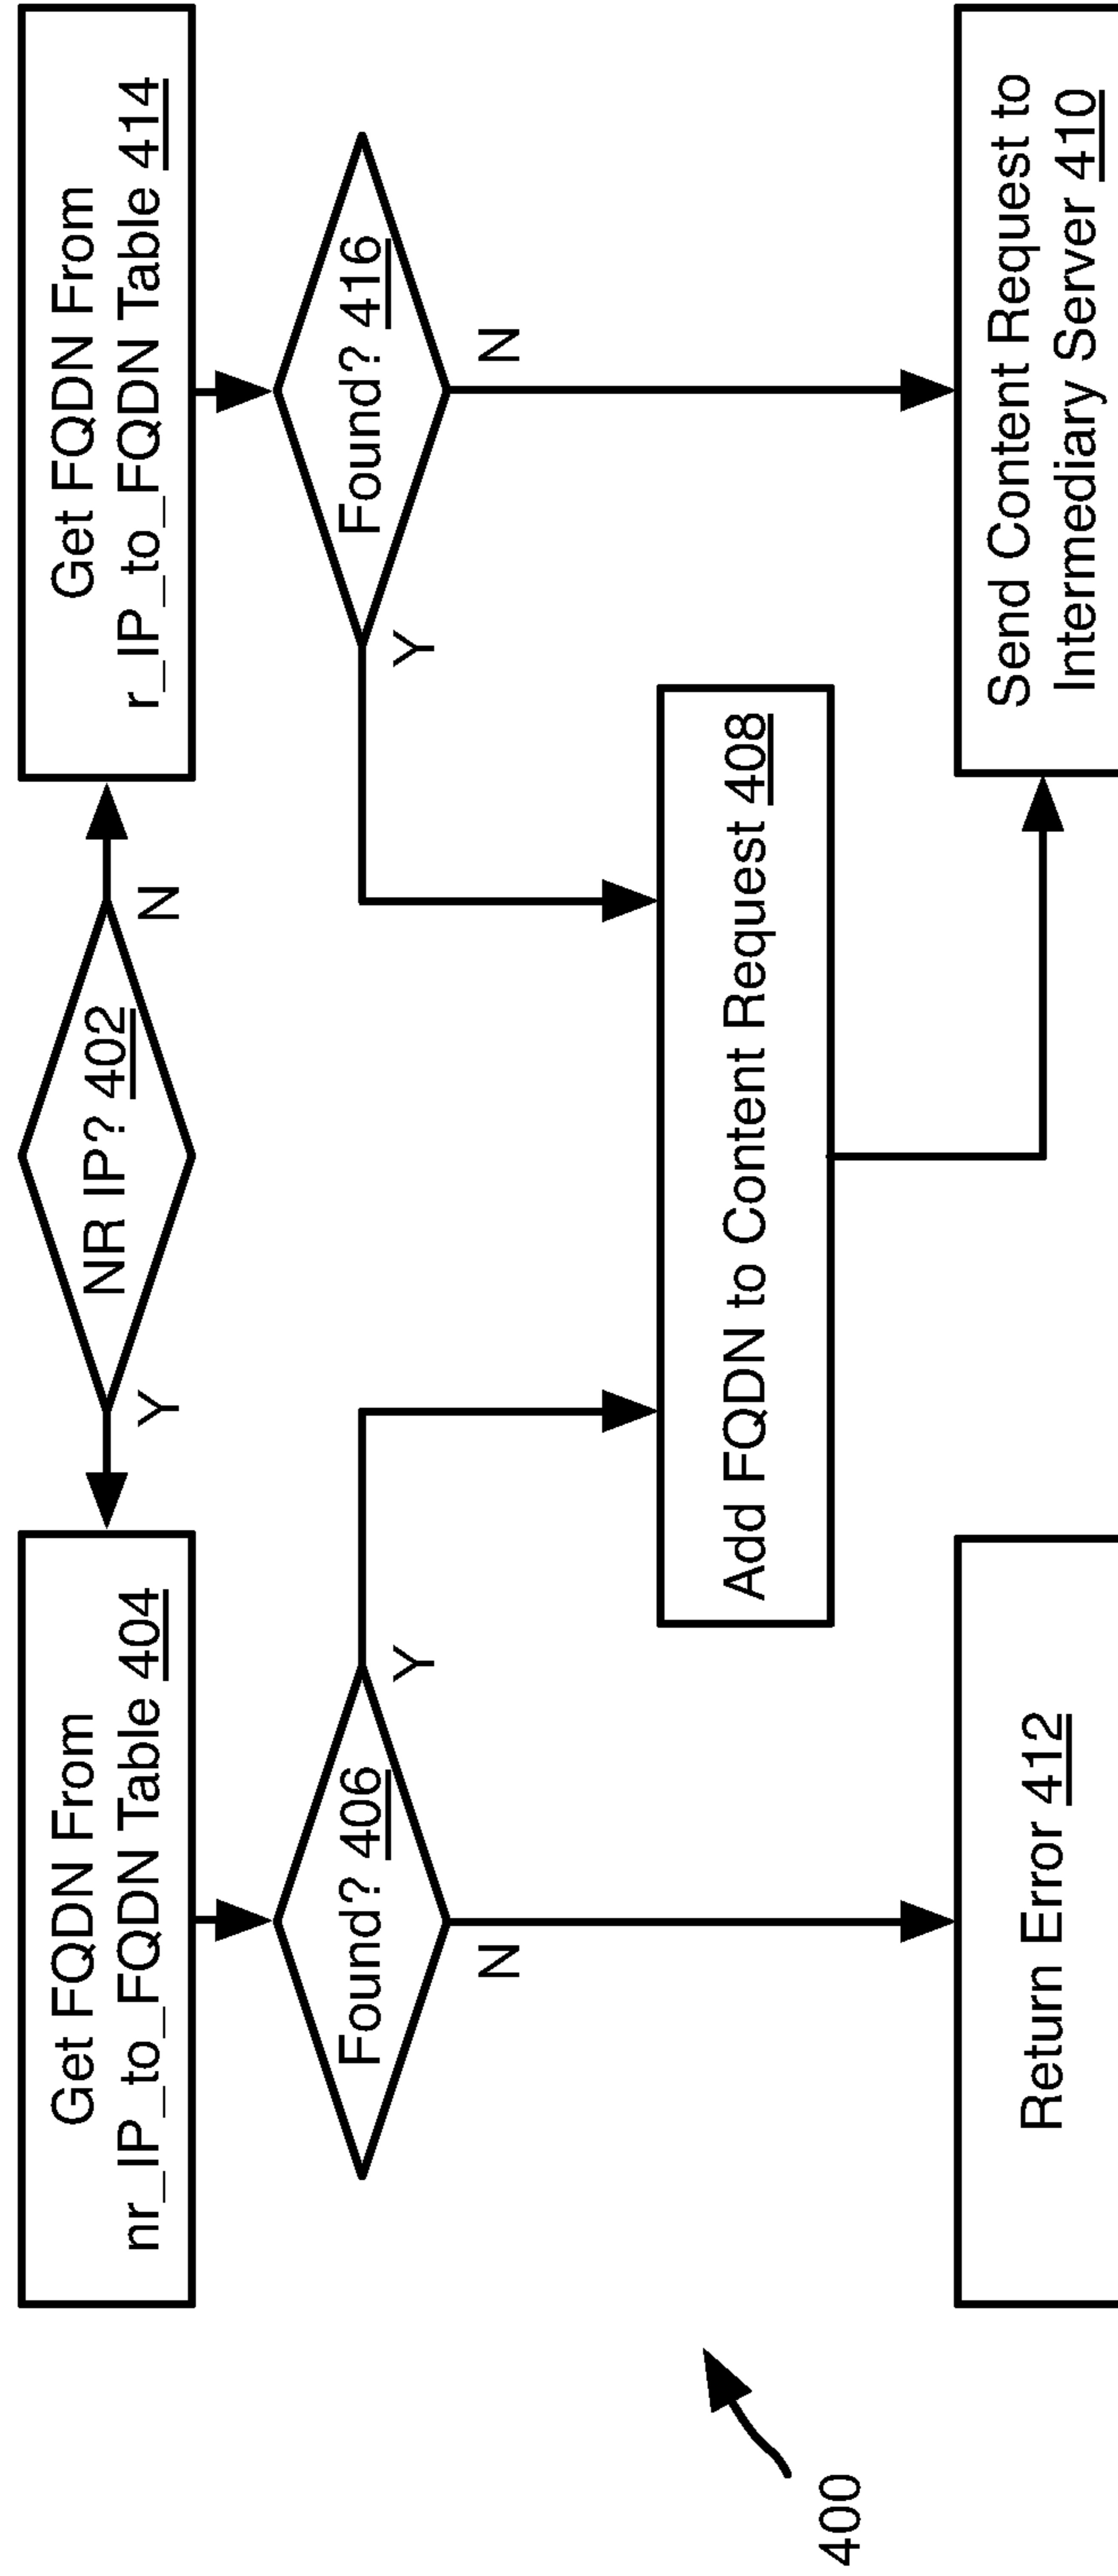 Get FQDN From
nr_IP_to_FQDN Table 404
Y
NR IP? 402
N
Get FQDN From
r_IP_to_FQDN Table 414
Found? 406
Y
N
Found? 416
Y
N
Add FQDN to Content Request 408
Return Error 412
Send Content Request to
Intermediary Server 410
400